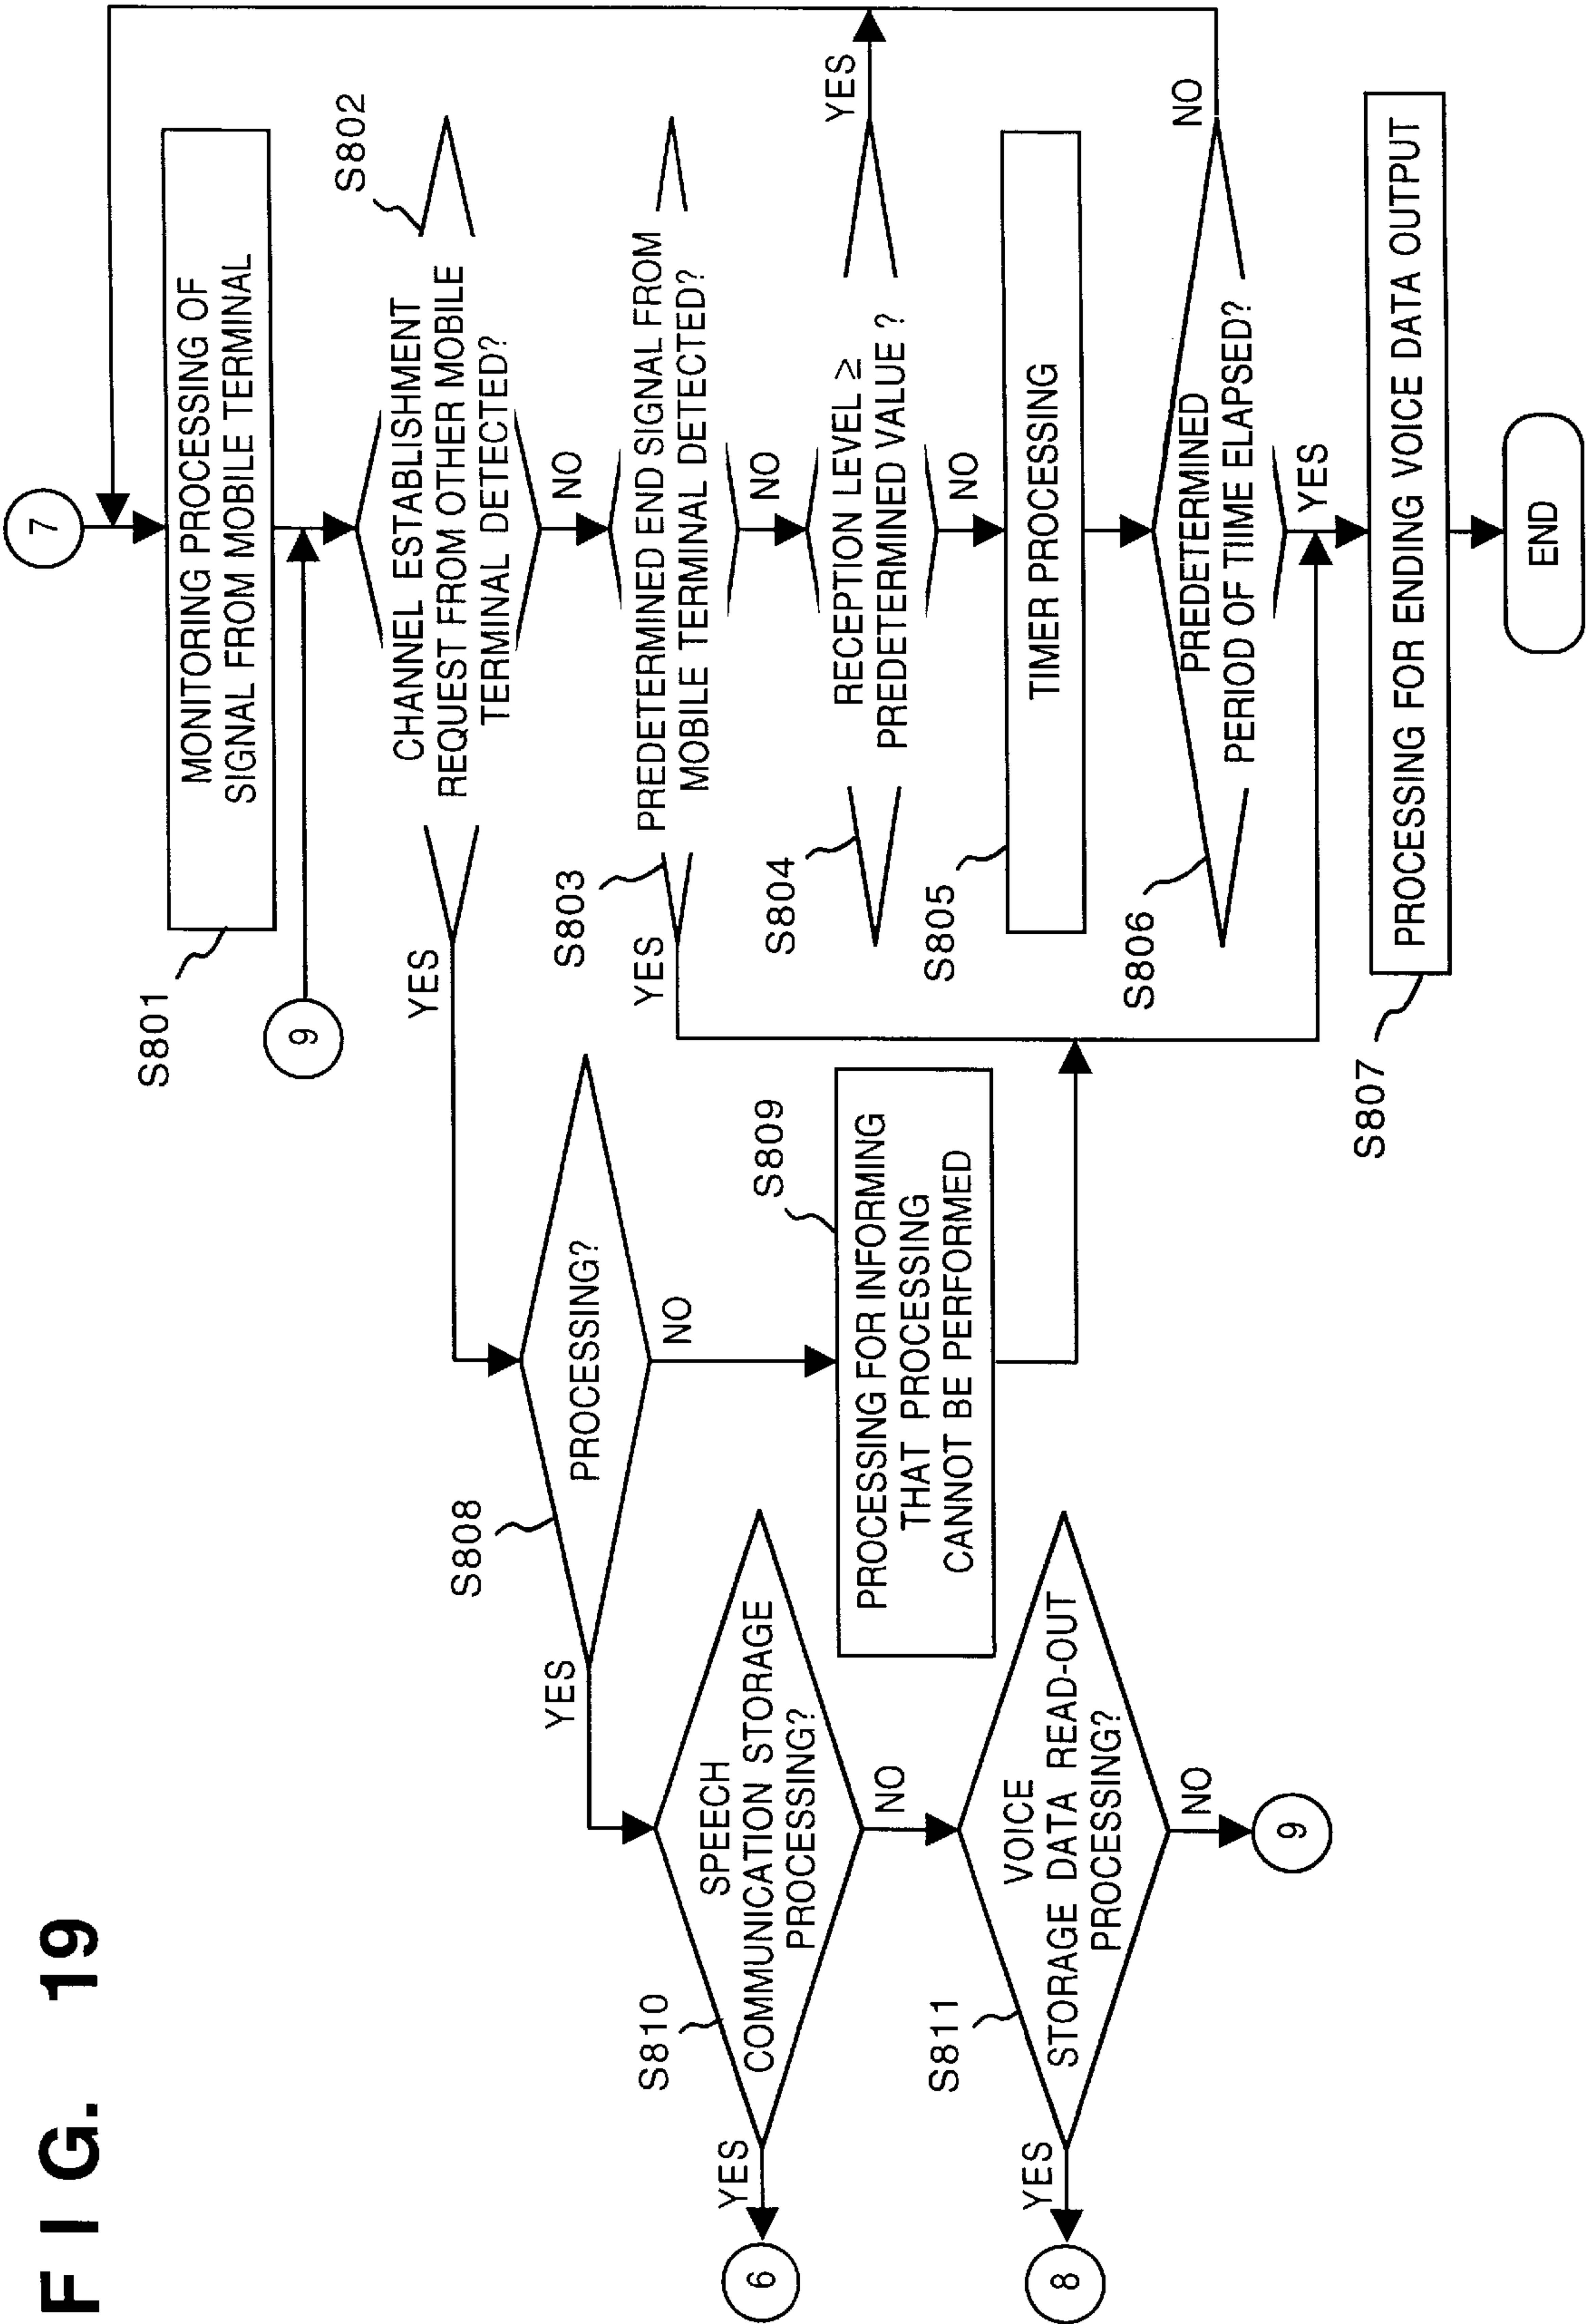 FIG. 19
7
MONITORING PROCESSING OF
SIGNAL FROM MOBILE TERMINAL
S801
9
CHANNEL ESTABLISHMENT
REQUEST FROM OTHER MOBILE
TERMINAL DETECTED?
S802
YES
NO
PREDETERMINED END SIGNAL FROM
MOBILE TERMINAL DETECTED?
S803
YES
NO
RECEPTION LEVEL ≥
PREDETERMINED VALUE ?
S804
YES
NO
TIMER PROCESSING
S805
PREDETERMINED
PERIOD OF TIIME ELAPSED?
S806
NO
YES
PROCESSING FOR ENDING VOICE DATA OUTPUT
S807
END
PROCESSING?
S808
YES
NO
PROCESSING FOR INFORMING
THAT PROCESSING
CANNOT BE PERFORMED
S809
SPEECH
COMMUNICATION STORAGE
PROCESSING?
S810
YES
6
NO
VOICE
STORAGE DATA READ-OUT
PROCESSING?
S811
YES
8
NO
9